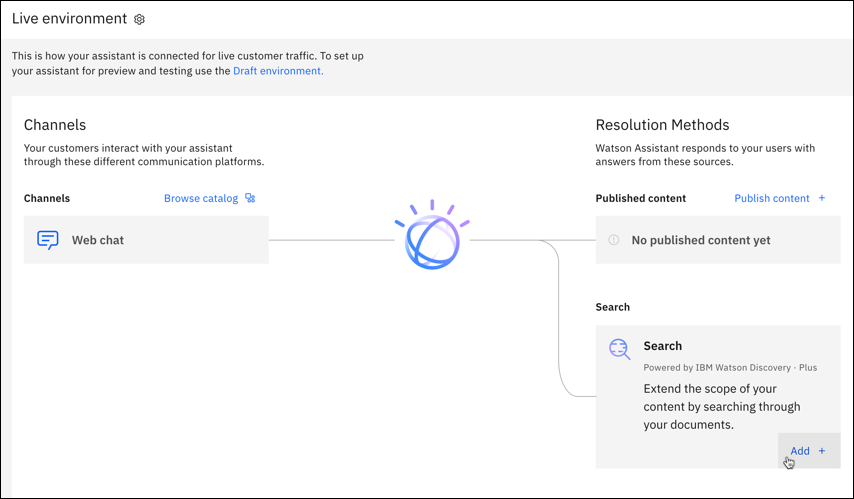 Live environment
This is how your assistant is connected for live customer traffic. To set up
your assistant for preview and testing use the Draft environment.
Channels
Your customers interact with your assistant
through these different communication platforms.
Channels
Browse catalog
Web chat
Resolution Methods
Watson Assistant responds to your users with
answers from these sources.
Published content
Publish content +
No published content yet
Search
Search
Powered by IBM Watson Discovery · Plus
Extend the scope of your
content by searching through
your documents.
Add +